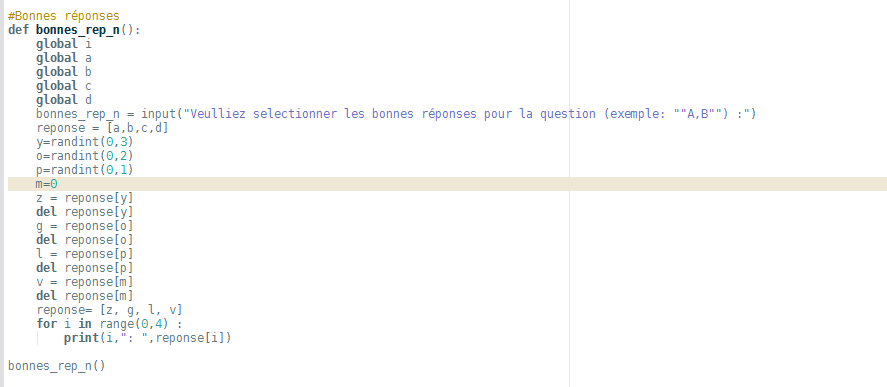 #Bonnes réponses
def bonnes_rep_n():
    global i
    global a
    global b
    global c
    global d
    bonnes_rep_n = input("Veulliez selectionner les bonnes réponses pour la question (exemple: ""A,B"") :")
    reponse = [a,b,c,d]
    y=randint(0,3)
    o=randint(0,2)
    p=randint(0,1)
    m=0
    z = reponse[y]
    del reponse[y]
    g = reponse[o]
    del reponse[o]
    l = reponse[p]
    del reponse[p]
    v = reponse[m]
    del reponse[m]
    reponse= [z, g, l, v]
    for i in range(0,4) :
        print(i,": ",reponse[i])
bonnes_rep_n()